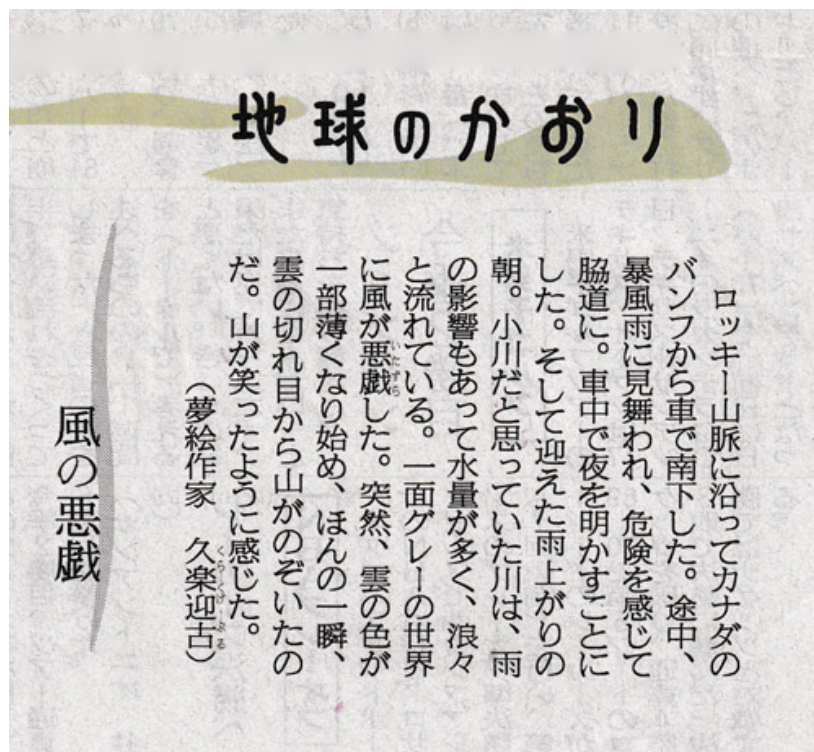 地球のかおり
ロッキー山脈に沿ってカナダの
バンフから車で南下した。途中、
暴風雨に見舞われ、危険を感じて
脇道に。車中で夜を明かすことに
した。そして迎えた雨上がりの
朝。小川だと思っていた川は、雨
の影響もあって水量が多く、浪々
と流れている。一面グレーの世界
に風が悪戯した。突然、雲の色が
いたずら
一部薄くなり始め、ほんの一瞬、
雲の切れ目から山がのぞいたの
だ。山が笑ったように感じた。
（夢絵作家　久楽迎古）
風の悪戯